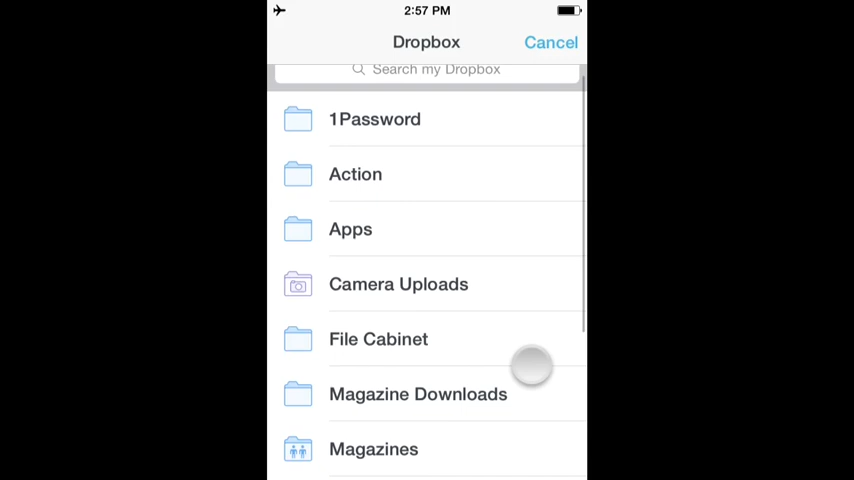 2:57 PM
Dropbox
Cancel
Search my Dropbox
1Password
Action
Apps
Camera Uploads
File Cabinet
Magazine Downloads
Magazines